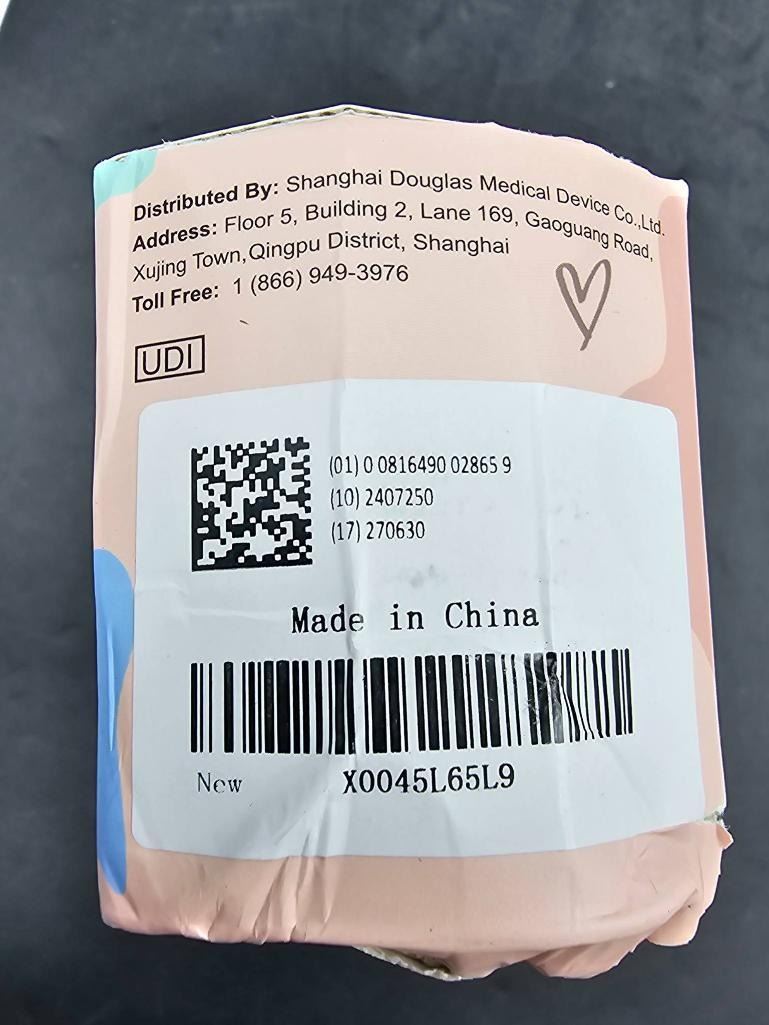 Distributed By: Shanghai Douglas Medical Device Co.,Ltd.
Address: Floor 5, Building 2, Lane 169, Gaoguang Road,
Xujing Town,Qingpu District, Shanghai
Toll Free: 1 (866) 949-3976
UDI
(01) 0 0816490 02865 9
(10) 2407250
(17) 270630
Made in China
New
X0045L65L9